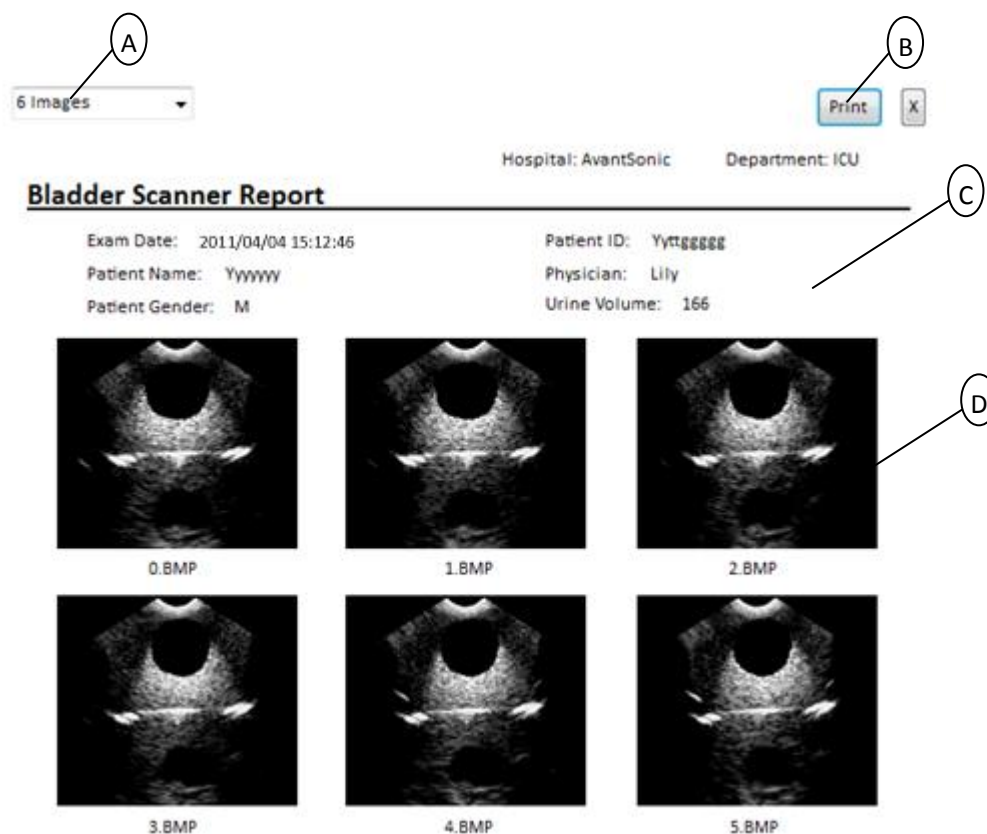 A
B
6 Images
Print
X
Hospital: AvantSonic Department: ICU
Bladder Scanner Report
C
Exam Date: 2011/04/04 15:12:46 Patient ID: Yyttggggg
Patient Name: Yyyyyyy Physician: Lily
Patient Gender: M Urine Volume: 166
D
0.BMP 1.BMP 2.BMP
3.BMP 4.BMP 5.BMP